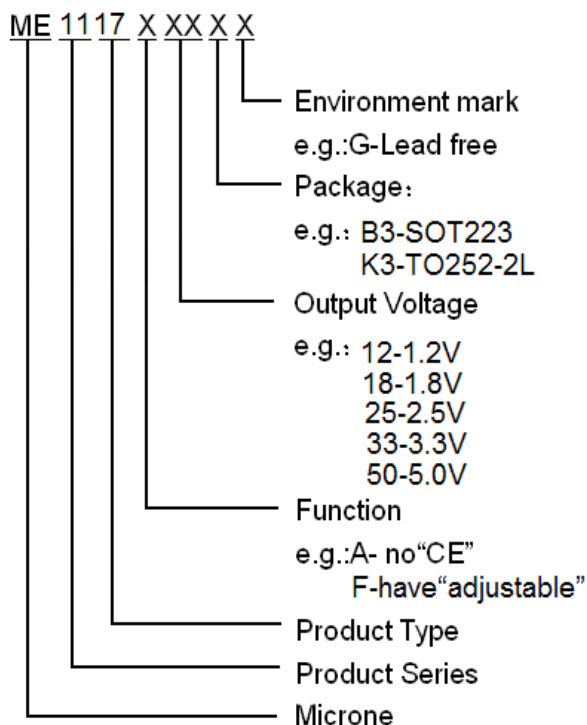 ME 11 17 X XX X X
Environment mark
e.g.:G-Lead free
Package：
e.g.：B3-SOT223
K3-TO252-2L
Output Voltage
e.g.：12-1.2V
18-1.8V
25-2.5V
33-3.3V
50-5.0V
Function
e.g.:A- no“CE”
F-have“adjustable”
Product Type
Product Series
Microne